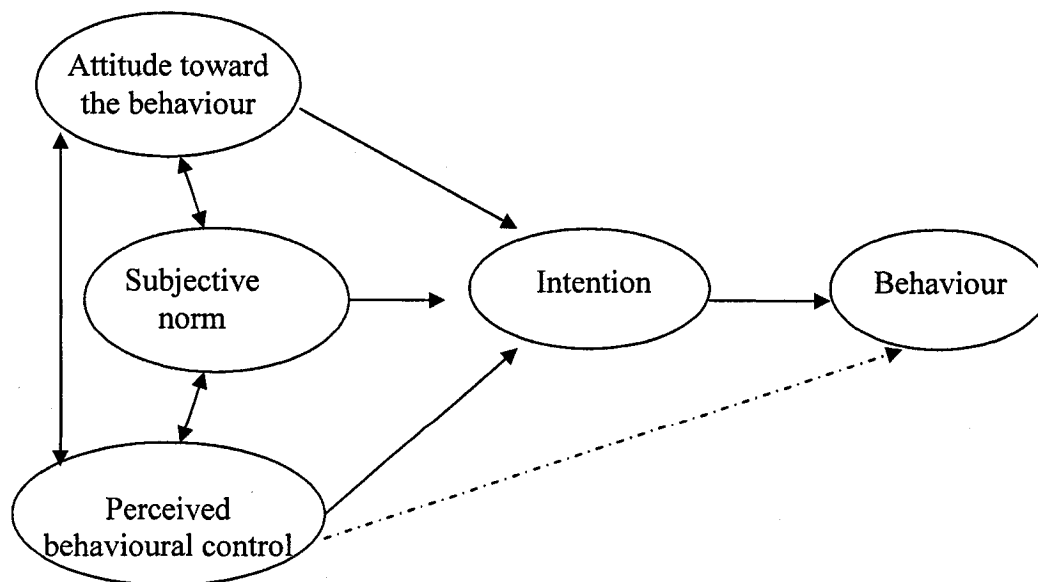 Attitude toward
the behaviour
Subjective
norm
Intention
Behaviour
Perceived
behavioural control